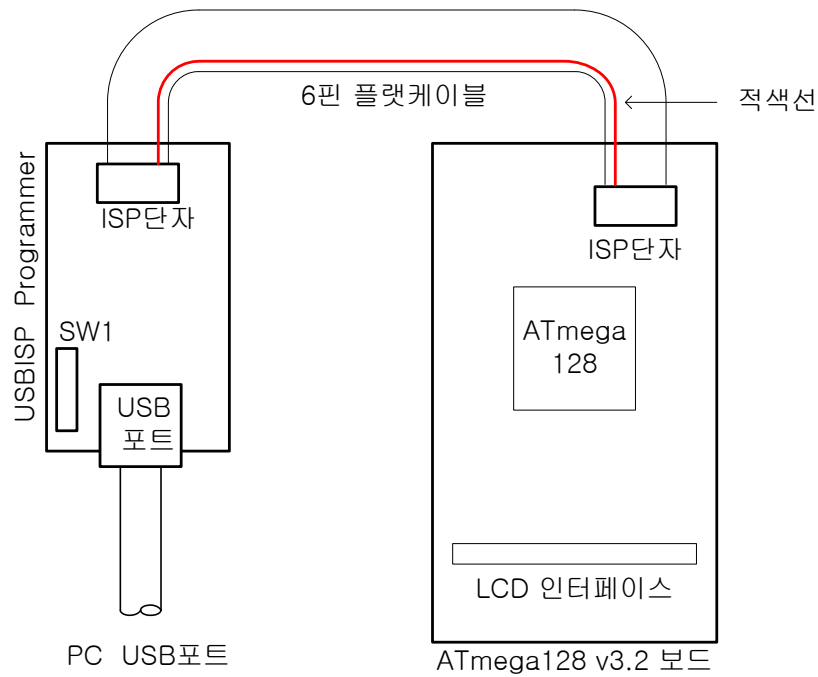 6핀 플랫케이블
적색선
USBISP Programmer
ISP단자
ISP단자
SW1
ATmega
128
USB
포트
LCD 인터페이스
PC USB포트
ATmega128 v3.2 보드